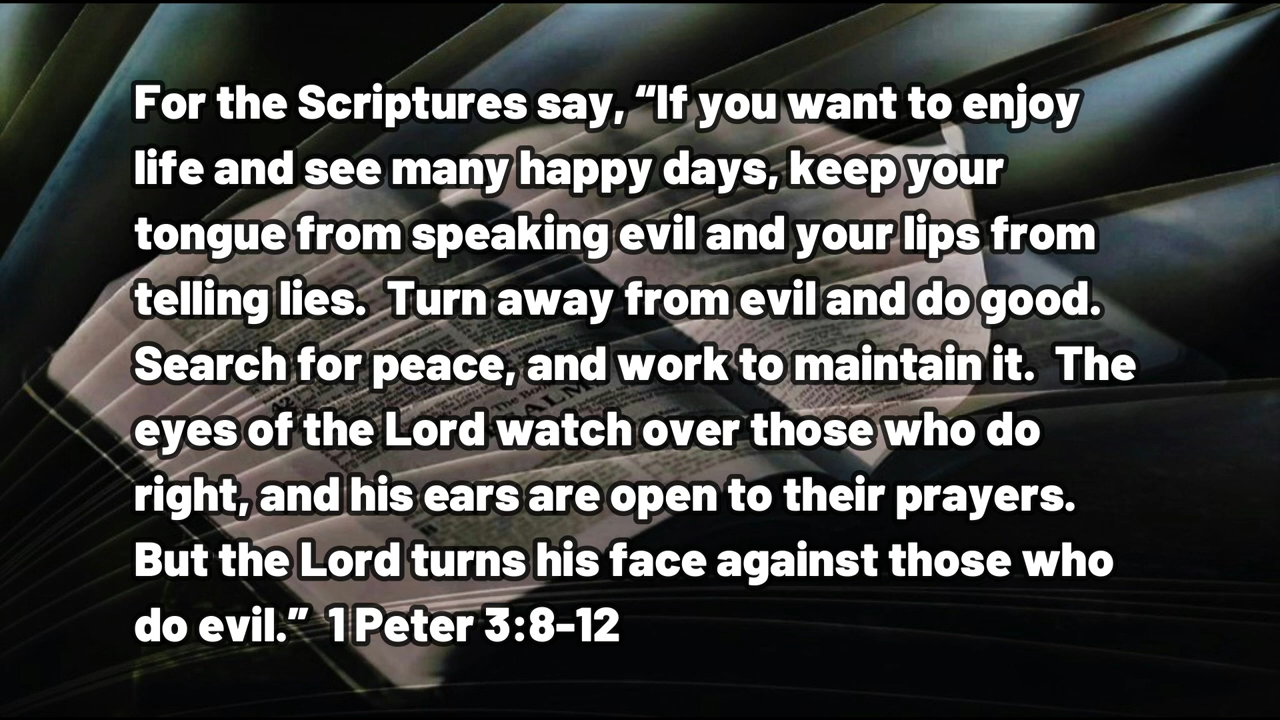 For the Scriptures say, “If you want to enjoy
life and see many happy days, keep your
tongue from speaking evil and your lips from
telling lies.  Turn away from evil and do good.
Search for peace, and work to maintain it.  The
eyes of the Lord watch over those who do
right, and his ears are open to their prayers.
But the Lord turns his face against those who
do evil.”  1 Peter 3:8-12